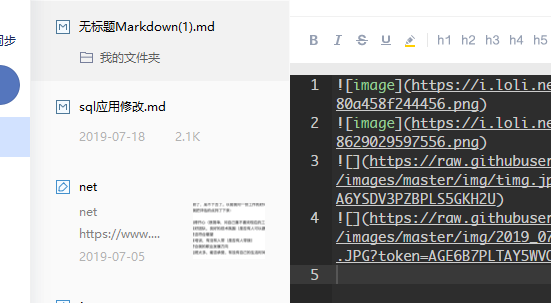 同步
无标题Markdown(1).md
我的文件夹
sql应用修改.md
2019-07-18 2.1K
net
net
https://www....
2019-07-05
B I S U h1 h2 h3 h4 h5
1 ![image](https://i.loli.ne
80a458f244456.png)
2 ![image](https://i.loli.ne
8629029597556.png)
3 ![](https://raw.githubuser
/images/master/img/timg.jp
A6YSDV3PZBPLS5GKH2U)
4 ![](https://raw.githubuser
/images/master/img/2019_07
.JPG?token=AGE6B7PLTAY5WVC
5